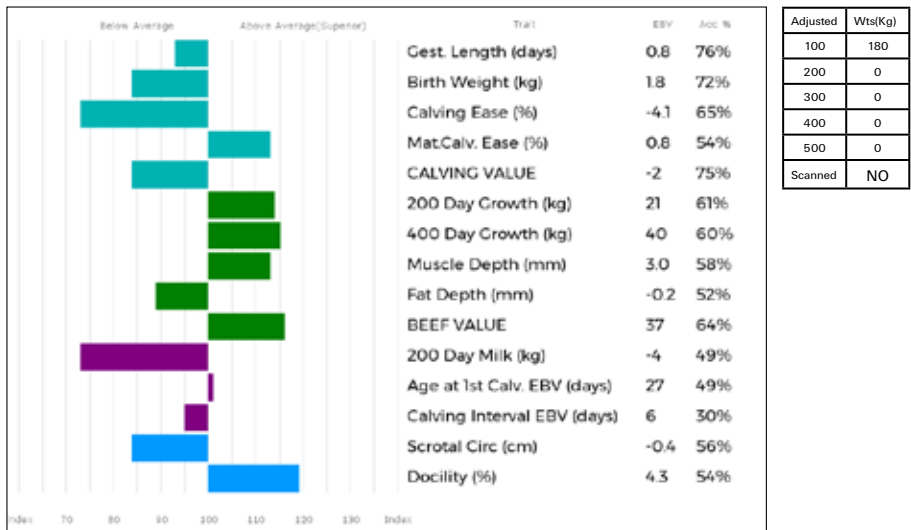 Below Average Above Average(Superior) Trait EBV Acc %
Gest. Length (days) 0.8 76%
Birth Weight (kg) 1.8 72%
Calving Ease (%) -4.1 65%
Mat.Calv. Ease (%) 0.8 54%
CALVING VALUE -2 75%
200 Day Growth (kg) 21 61%
400 Day Growth (kg) 40 60%
Muscle Depth (mm) 3.0 58%
Fat Depth (mm) -0.2 52%
BEEF VALUE 37 64%
200 Day Milk (kg) -4 49%
Age at 1st Calv. EBV (days) 27 49%
Calving Interval EBV (days) 6 30%
Scrotal Circ (cm) -0.4 56%
Docility (%) 4.3 54%
ndex 70 80 90 100 110 120 130 Index
Adjusted Wts(Kg)
100 180
200 0
300 0
400 0
500 0
Scanned NO